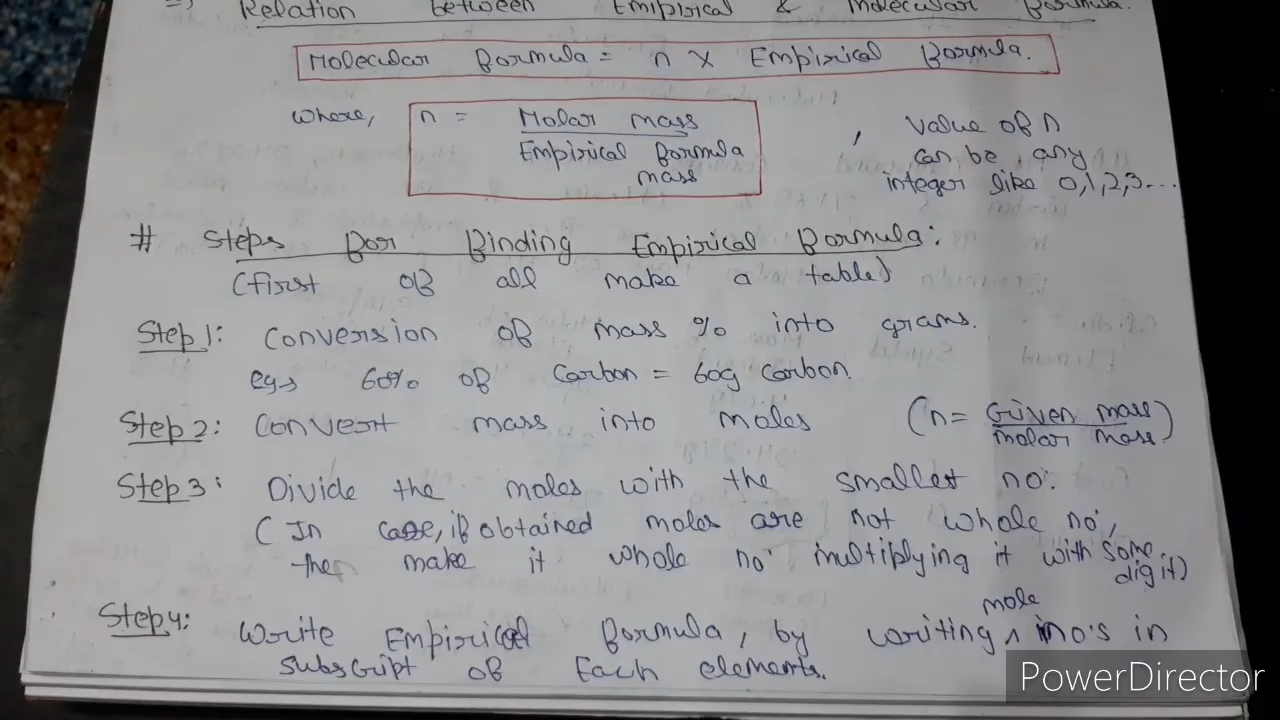 => Relation between Empirical & Molecular Formula.
Molecular Formula = n X Empirical Formula.
where, n = Molar mass / Empirical Formula mass , value of n can be any integer like 0,1,2,3...
# Steps For Finding Empirical Formula:
(First of all make a table)
Step 1: Conversion of mass % into grams.
eg→ 60% of Carbon = 60g carbon.
Step 2: Convert mass into moles (n= Given mass / molar mass)
Step 3: Divide the moles with the smallest no.
(In case, if obtained moles are not whole no,
then make it whole no. multiplying it with some digit)
Step 4: Write Empirical Formula, by writing ^ mole no's in
subscript of Each elements.
PowerDirector